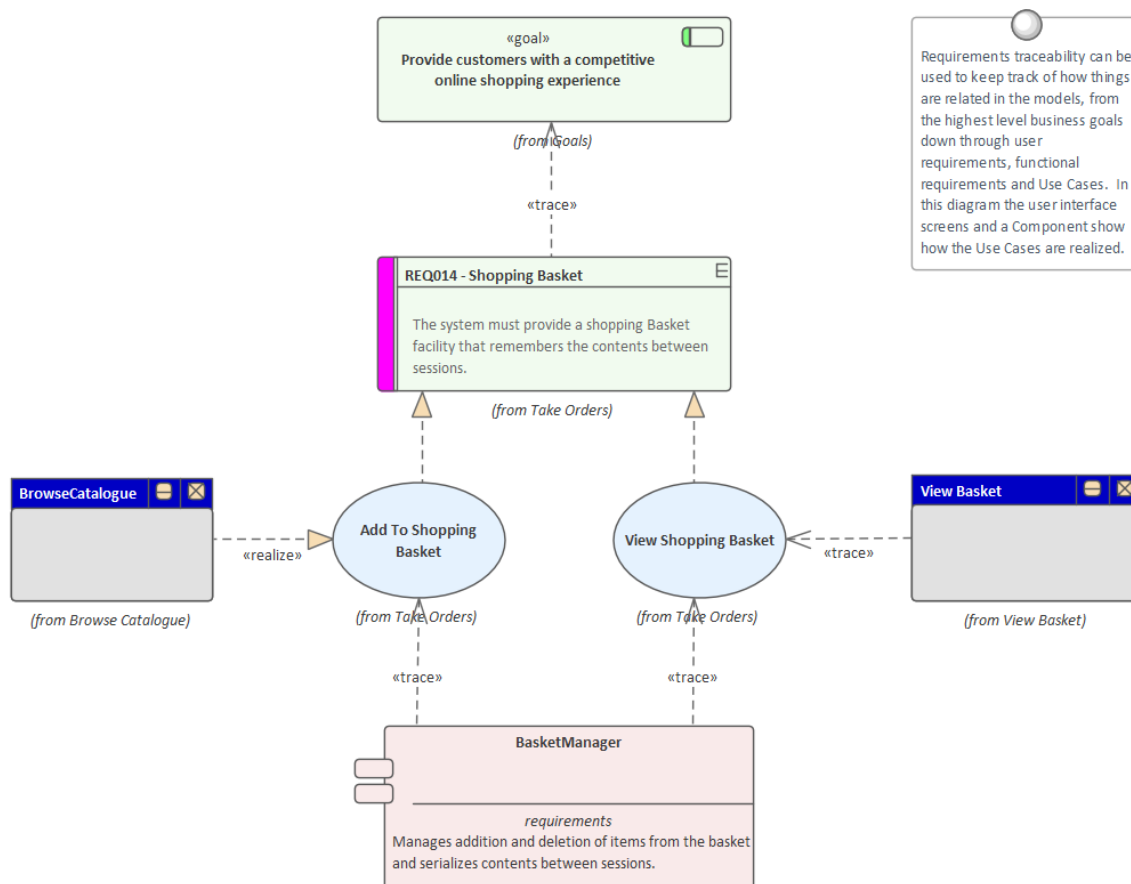 «goal»
Provide customers with a competitive
online shopping experience
(from Goals)
Requirements traceability can be
used to keep track of how things
are related in the models, from
the highest level business goals
down through user
requirements, functional
requirements and Use Cases.  In
this diagram the user interface
screens and a Component show
how the Use Cases are realized.
«trace»
REQ014 - Shopping Basket
The system must provide a shopping Basket
facility that remembers the contents between
sessions.
(from Take Orders)
BrowseCatalogue
(from Browse Catalogue)
«realize»
Add To Shopping
Basket
(from Take Orders)
View Shopping Basket
(from Take Orders)
«trace»
View Basket
(from View Basket)
«trace»
«trace»
BasketManager
requirements
Manages addition and deletion of items from the basket
and serializes contents between sessions.